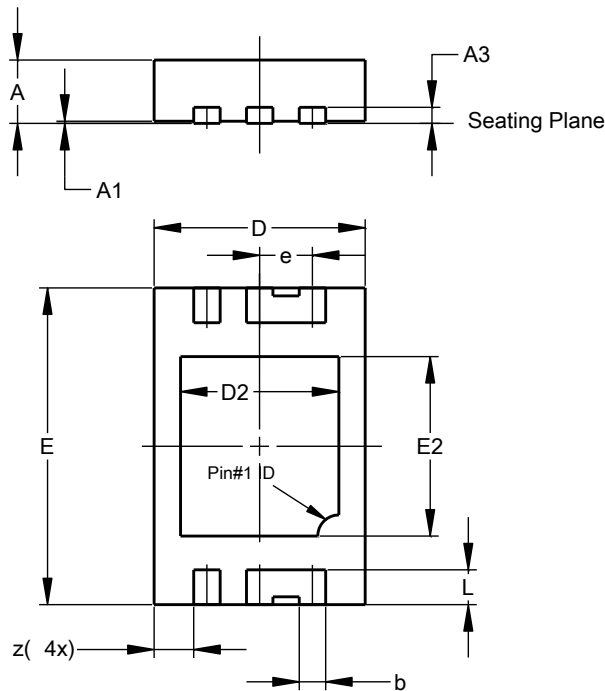 A3
A
Seating Plane
A1
D
e
D2
E
E2
Pin#1 ID
L
z( 4x)
b